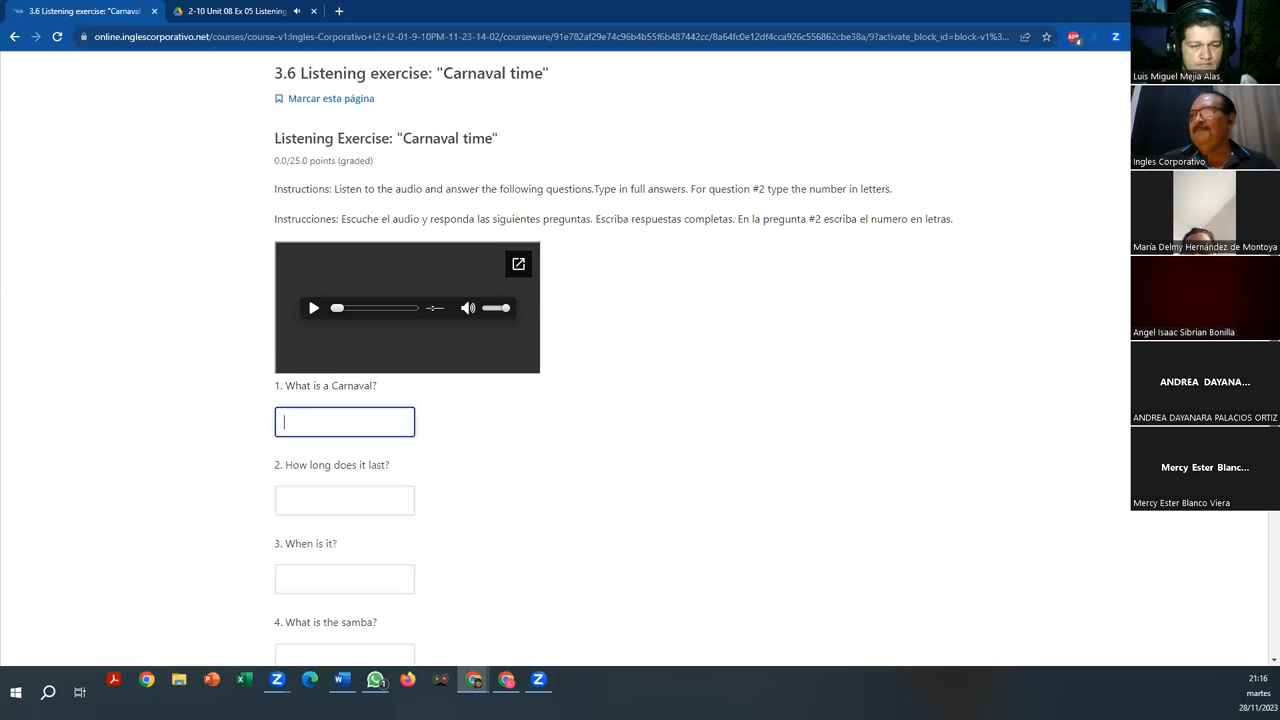 3.6 Listening exercise: "Carnaval
2-10 Unit 08 Ex 05 Listening
online.inglescorporativo.net/courses/course-v1:Ingles-Corporativo+I2+I2-01-9-10PM-11-23-14-02/courseware/91e782af29e74c96b4b55f6b487442cc/8a64fc0e12df4cca926c556862cbe38a/9?activate_block_id=block-v1%3...
3.6 Listening exercise: "Carnaval time"
Marcar esta página
Listening Exercise: "Carnaval time"
0.0/25.0 points (graded)
Instructions: Listen to the audio and answer the following questions.Type in full answers. For question #2 type the number in letters.
Instrucciones: Escuche el audio y responda las siguientes preguntas. Escriba respuestas completas. En la pregunta #2 escriba el numero en letras.
1. What is a Carnaval?
2. How long does it last?
3. When is it?
4. What is the samba?
Luis Miguel Mejia Alas
Ingles Corporativo
María Delmy Hernández de Montoya
Angel Isaac Sibrian Bonilla
ANDREA DAYANA...
ANDREA DAYANARA PALACIOS ORTIZ
Mercy Ester Blanc...
Mercy Ester Blanco Viera
21:16
martes
28/11/2023